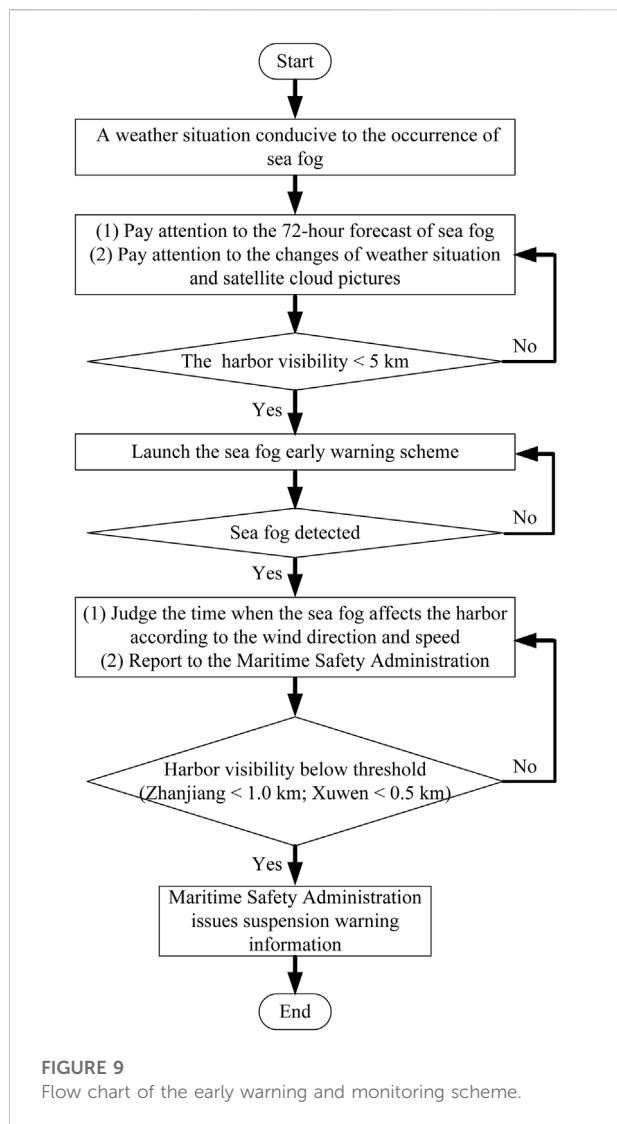 Start
A weather situation conducive to the occurrence of
sea fog
(1) Pay attention to the 72-hour forecast of sea fog
(2) Pay attention to the changes of weather situation
and satellite cloud pictures
The harbor visibility < 5 km
No
Yes
Launch the sea fog early warning scheme
Sea fog detected
No
Yes
(1) Judge the time when the sea fog affects the harbor
according to the wind direction and speed
(2) Report to the Maritime Safety Administration
Harbor visibility below threshold
(Zhanjiang < 1.0 km; Xuwen < 0.5 km)
No
Yes
Maritime Safety Administration
issues suspension warning
information
End
FIGURE 9
Flow chart of the early warning and monitoring scheme.